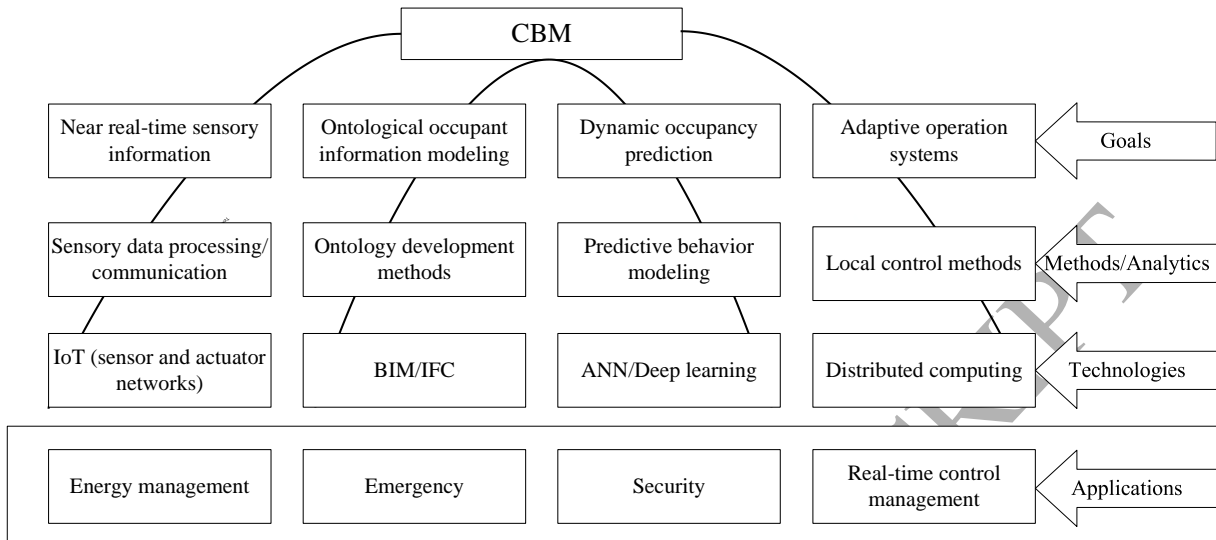 CBM
Near real-time sensory
information
Ontological occupant
information modeling
Dynamic occupancy
prediction
Adaptive operation
systems
Goals
Sensory data processing/
communication
Ontology development
methods
Predictive behavior
modeling
Local control methods
Methods/Analytics
IoT (sensor and actuator
networks)
BIM/IFC
ANN/Deep learning
Distributed computing
Technologies
Energy management
Emergency
Security
Real-time control
management
Applications